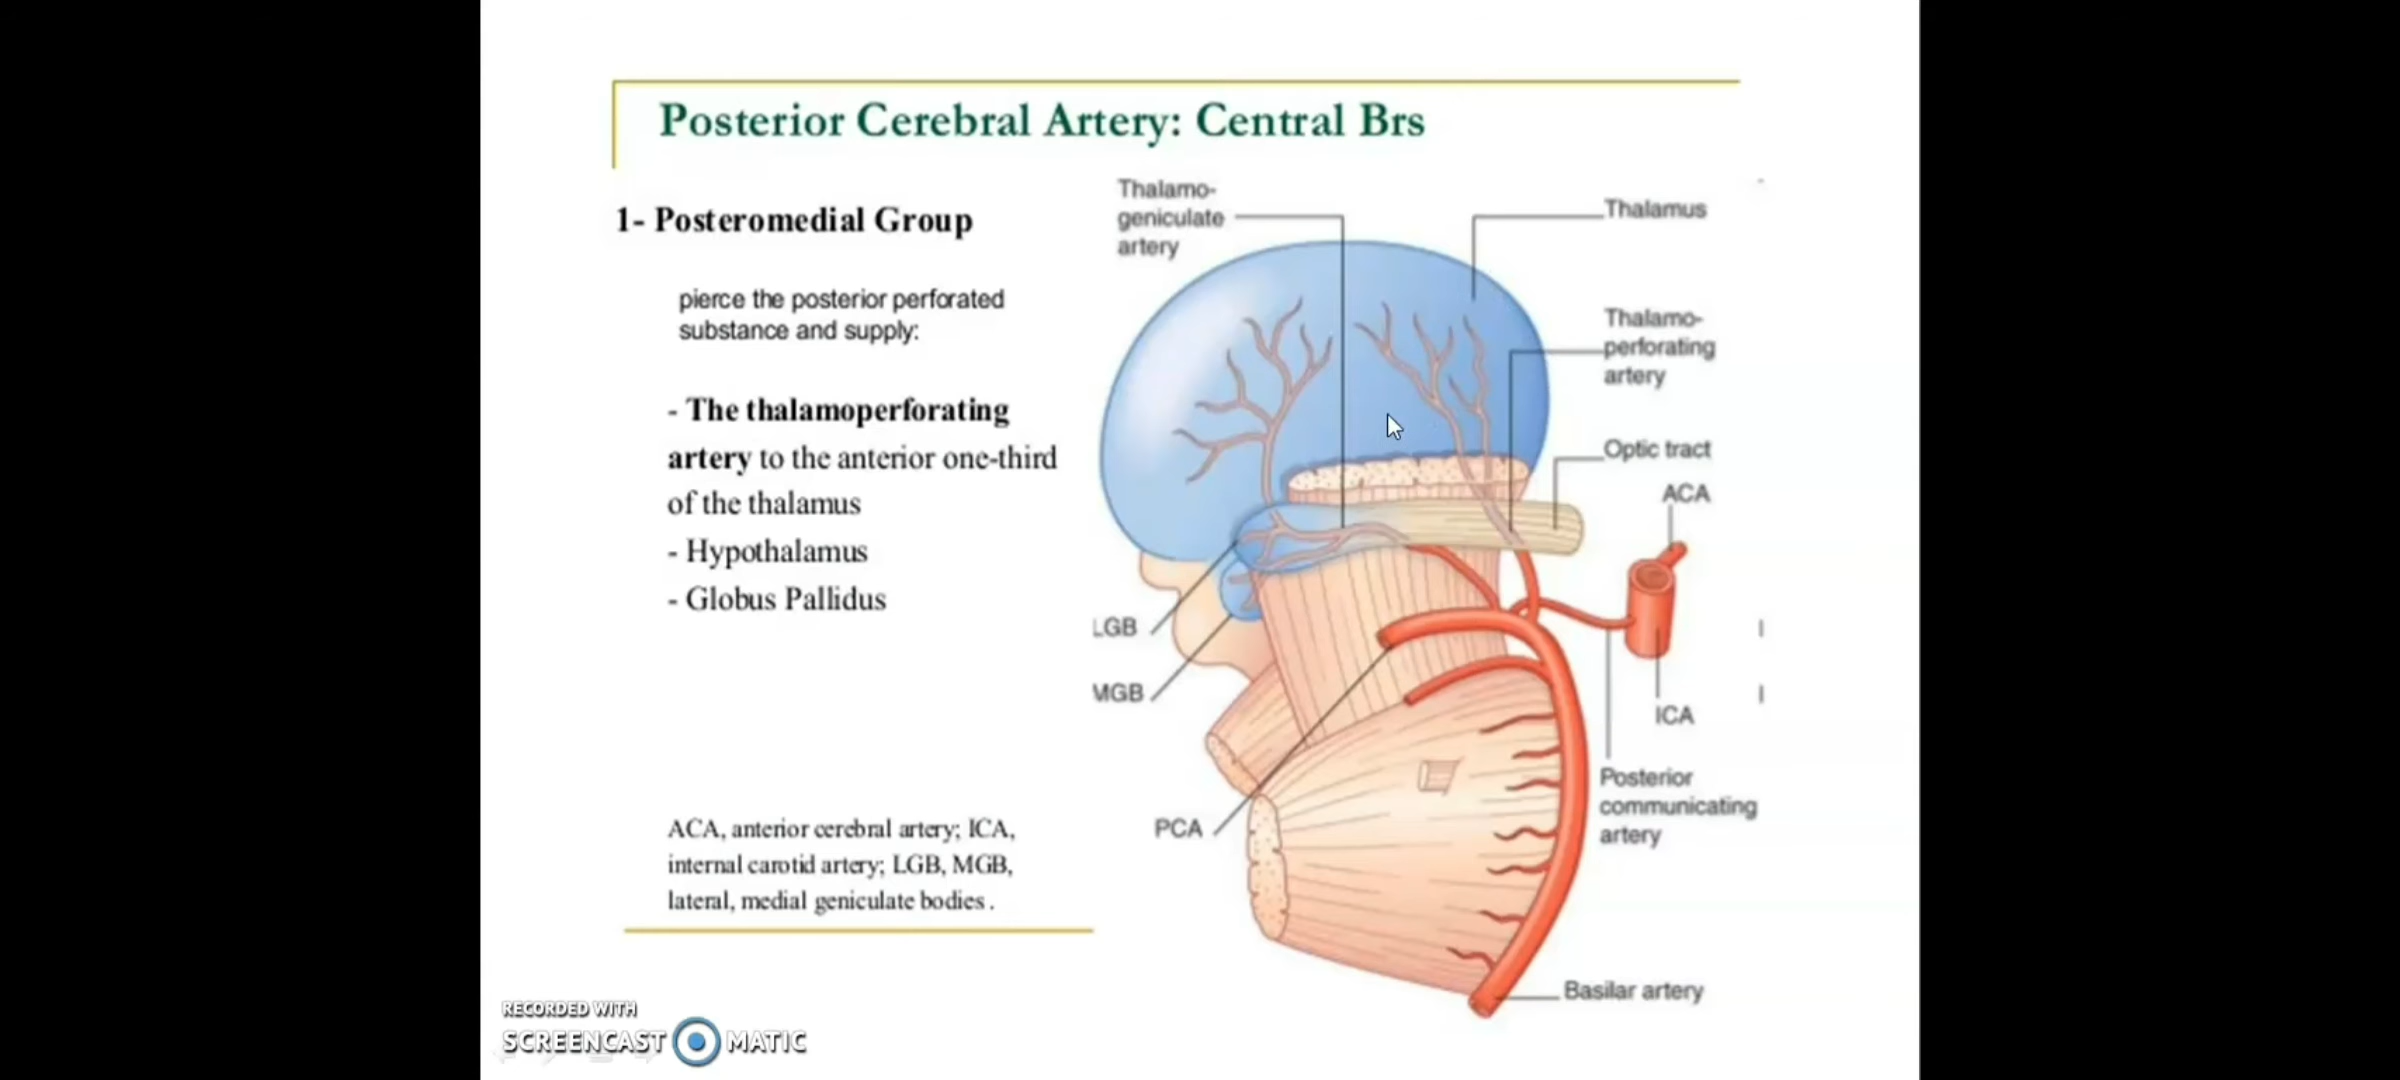 Posterior Cerebral Artery: Central Brs
1- Posteromedial Group
pierce the posterior perforated
substance and supply:
- The thalamoperforating
artery to the anterior one-third
of the thalamus
- Hypothalamus
- Globus Pallidus
ACA, anterior cerebral artery; ICA,
internal carotid artery; LGB, MGB,
lateral, medial geniculate bodies.
Thalamo-
geniculate
artery
Thalamus
Thalamo-
perforating
artery
Optic tract
ACA
LGB
MGB
ICA
Posterior
communicating
artery
PCA
Basilar artery
RECORDED WITH
SCREENCAST MATIC